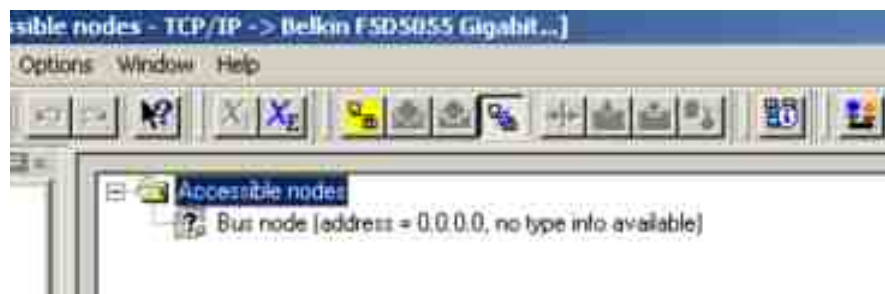 ssible nodes - TCP/IP -> Belkin F5D5055 Gigabit...]
Options Window Help
Accessible nodes
Bus node (address = 0.0.0.0, no type info available)